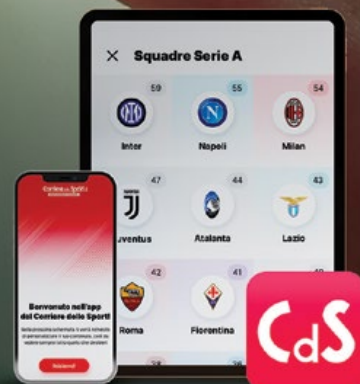 Squadre Serie A
59
55
54
Inter
Napoli
Milan
47
44
43
Juventus
Atalanta
Lazio
42
41
Roma
Fiorentina
Corriere dello Sport
Benvenuto nell'app
del Corriere dello Sport!
CdS